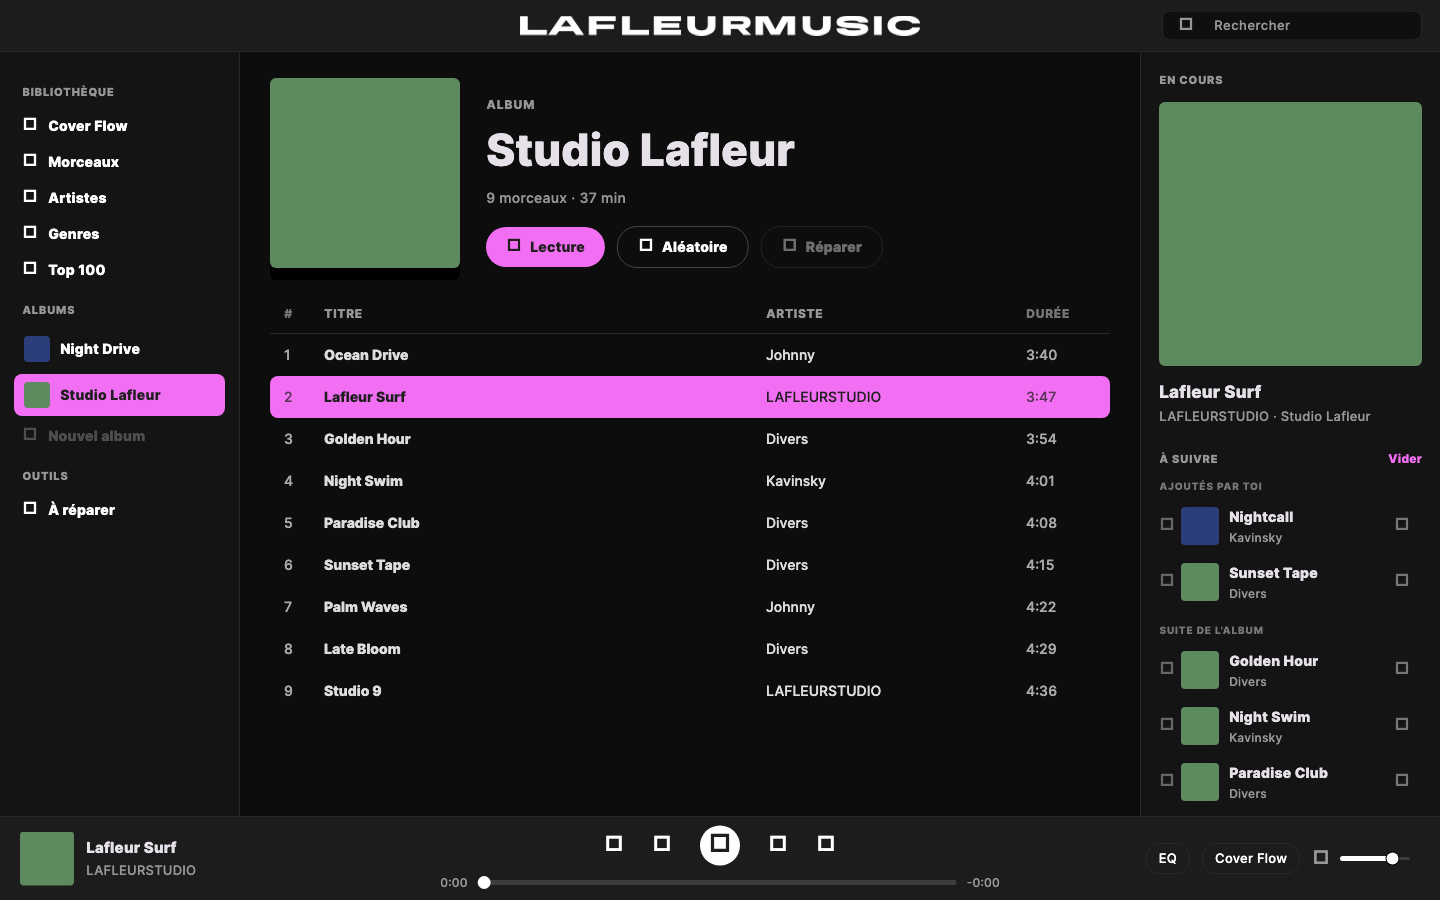 LAFLEURMUSIC
Rechercher
BIBLIOTHÈQUE
Cover Flow
Morceaux
Artistes
Genres
Top 100
ALBUMS
Night Drive
Studio Lafleur
Nouvel album
OUTILS
À réparer
ALBUM
Studio Lafleur
9 morceaux · 37 min
Lecture Aléatoire Réparer
# TITRE ARTISTE DURÉE
1 Ocean Drive Johnny 3:40
2 Lafleur Surf LAFLEURSTUDIO 3:47
3 Golden Hour Divers 3:54
4 Night Swim Kavinsky 4:01
5 Paradise Club Divers 4:08
6 Sunset Tape Divers 4:15
7 Palm Waves Johnny 4:22
8 Late Bloom Divers 4:29
9 Studio 9 LAFLEURSTUDIO 4:36
EN COURS
Lafleur Surf
LAFLEURSTUDIO · Studio Lafleur
À SUIVRE Vider
AJOUTÉS PAR TOI
Nightcall
Kavinsky
Sunset Tape
Divers
SUITE DE L'ALBUM
Golden Hour
Divers
Night Swim
Kavinsky
Paradise Club
Divers
Lafleur Surf
LAFLEURSTUDIO
0:00 -0:00
EQ Cover Flow